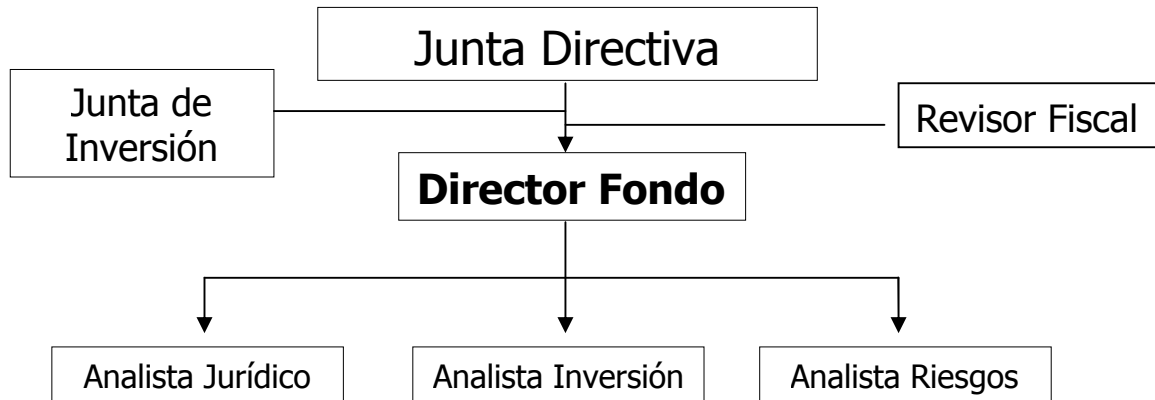 Junta Directiva
Junta de
Inversión
Revisor Fiscal
Director Fondo
Analista Jurídico
Analista Inversión
Analista Riesgos